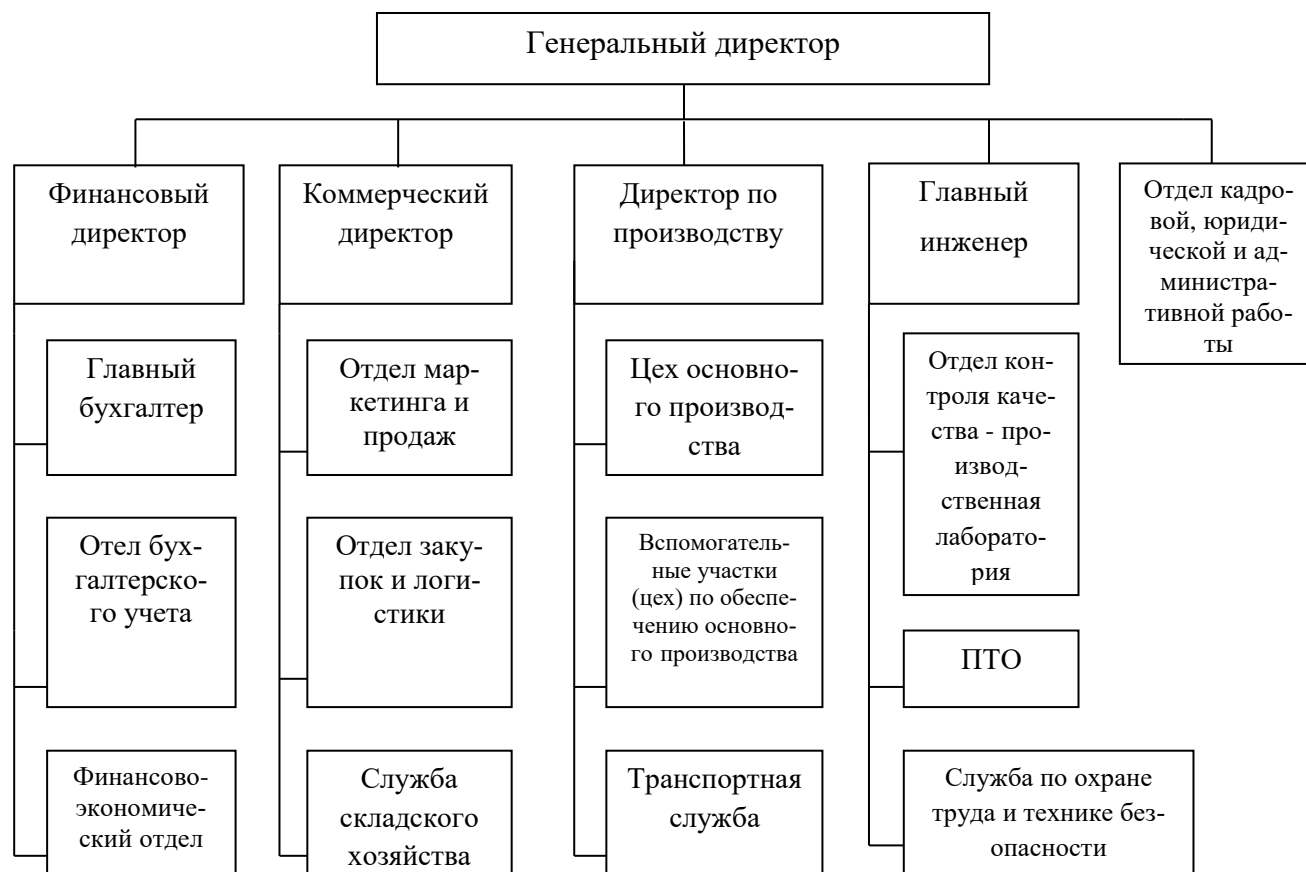 Генеральный директор
Финансовый
директор
Коммерческий
директор
Директор по
производству
Главный
инженер
Отдел кадро-
вой, юриди-
ческой и ад-
министра-
тивной рабо-
ты
Главный
бухгалтер
Отдел мар-
кетинга и
продаж
Цех основно-
го производ-
ства
Отдел кон-
троля каче-
ства - про-
извод-
ственная
лаборато-
рия
Отел бух-
галтерско-
го учета
Отдел заку-
пок и логи-
стики
Вспомогатель-
ные участки
(цех) по обеспе-
чению основно-
го производства
ПТО
Финансово-
экономиче-
ский отдел
Служба
складского
хозяйства
Транспортная
служба
Служба по охране
труда и технике без-
опасности